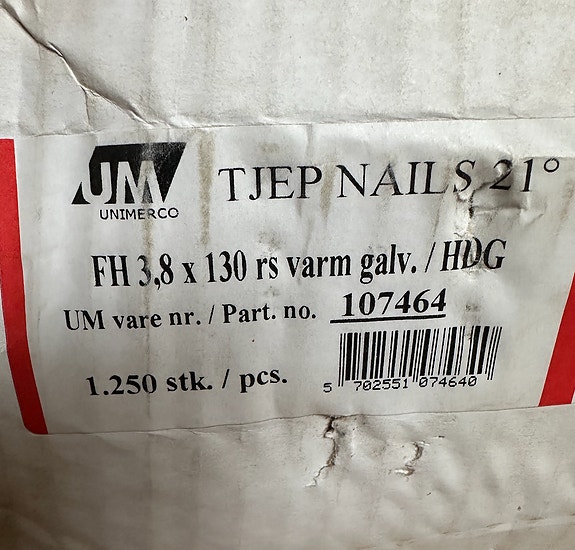 UM
UNIMERCO
TJEP NAILS 21°
FH 3,8 x 130 rs varm galv. / HDG
UM vare nr. / Part. no. 107464
1.250 stk. / pcs.
5 702551 074640